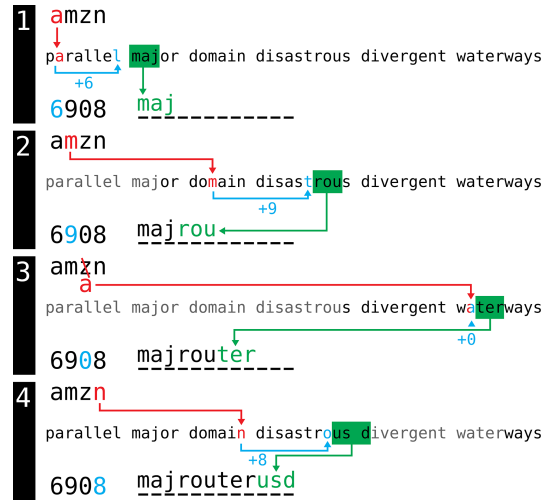 1
amzn
parallel major domain disastrous divergent waterways
+6
6908
maj
2
amzn
parallel major domain disastrous divergent waterways
+9
6908
majrou
3
amzn
a
parallel major domain disastrous divergent waterways
+0
6908
majrouter
4
amzn
parallel major domain disastrous divergent waterways
+8
6908
majrouterusd